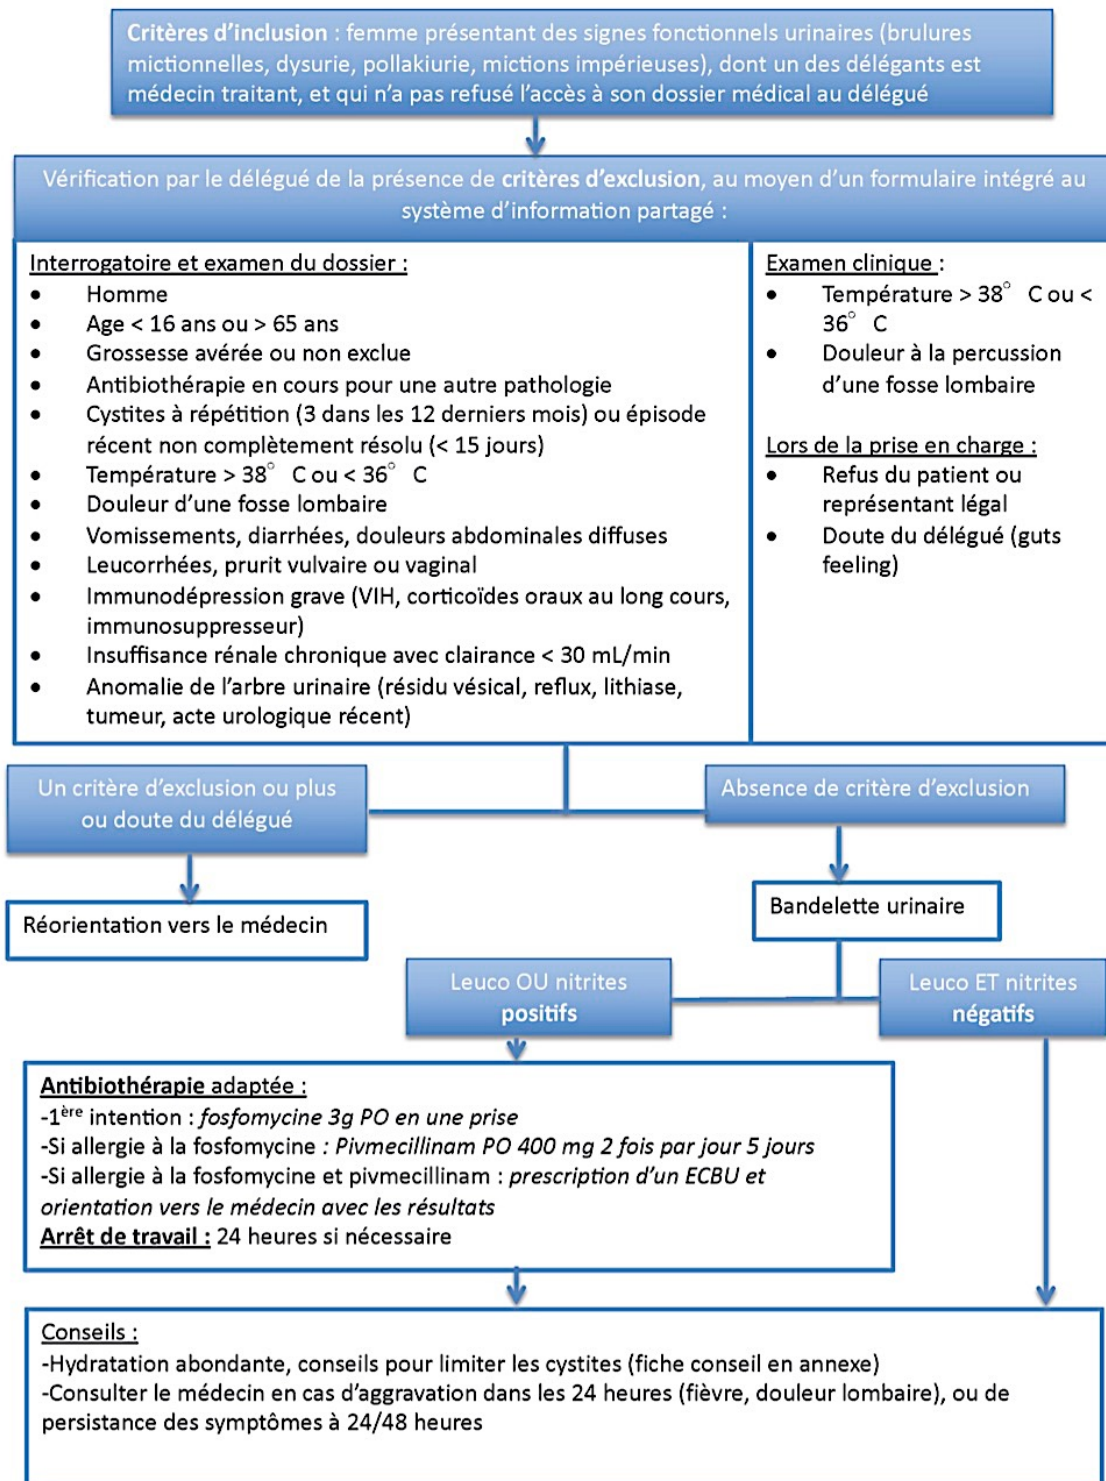 Critères d'inclusion : femme présentant des signes fonctionnels urinaires (brulures
mictionnelles, dysurie, pollakiurie, mictions impérieuses), dont un des délégants est
médecin traitant, et qui n'a pas refusé l'accès à son dossier médical au délégué
Vérification par le délégué de la présence de critères d'exclusion, au moyen d'un formulaire intégré au
système d'information partagé :
Interrogatoire et examen du dossier :
• Homme
• Age < 16 ans ou > 65 ans
• Grossesse avérée ou non exclue
• Antibiothérapie en cours pour une autre pathologie
• Cystites à répétition (3 dans les 12 derniers mois) ou épisode
récent non complètement résolu (< 15 jours)
• Température > 38° C ou < 36° C
• Douleur d'une fosse lombaire
• Vomissements, diarrhées, douleurs abdominales diffuses
• Leucorrhées, prurit vulvaire ou vaginal
• Immunodépression grave (VIH, corticoïdes oraux au long cours,
immunosuppresseur)
• Insuffisance rénale chronique avec clairance < 30 mL/min
• Anomalie de l'arbre urinaire (résidu vésical, reflux, lithiase,
tumeur, acte urologique récent)
Examen clinique :
• Température > 38° C ou <
36° C
• Douleur à la percussion
d'une fosse lombaire
Lors de la prise en charge :
• Refus du patient ou
représentant légal
• Doute du délégué (guts
feeling)
Un critère d'exclusion ou plus
ou doute du délégué
Absence de critère d'exclusion
Réorientation vers le médecin
Bandelette urinaire
Leuco OU nitrites
positifs
Leuco ET nitrites
négatifs
Antibiothérapie adaptée :
-1ère intention : fosfomycine 3g PO en une prise
-Si allergie à la fosfomycine : Pivmecillinam PO 400 mg 2 fois par jour 5 jours
-Si allergie à la fosfomycine et pivmecillinam : prescription d'un ECBU et
orientation vers le médecin avec les résultats
Arrêt de travail : 24 heures si nécessaire
Conseils :
-Hydratation abondante, conseils pour limiter les cystites (fiche conseil en annexe)
-Consulter le médecin en cas d'aggravation dans les 24 heures (fièvre, douleur lombaire), ou de
persistance des symptômes à 24/48 heures